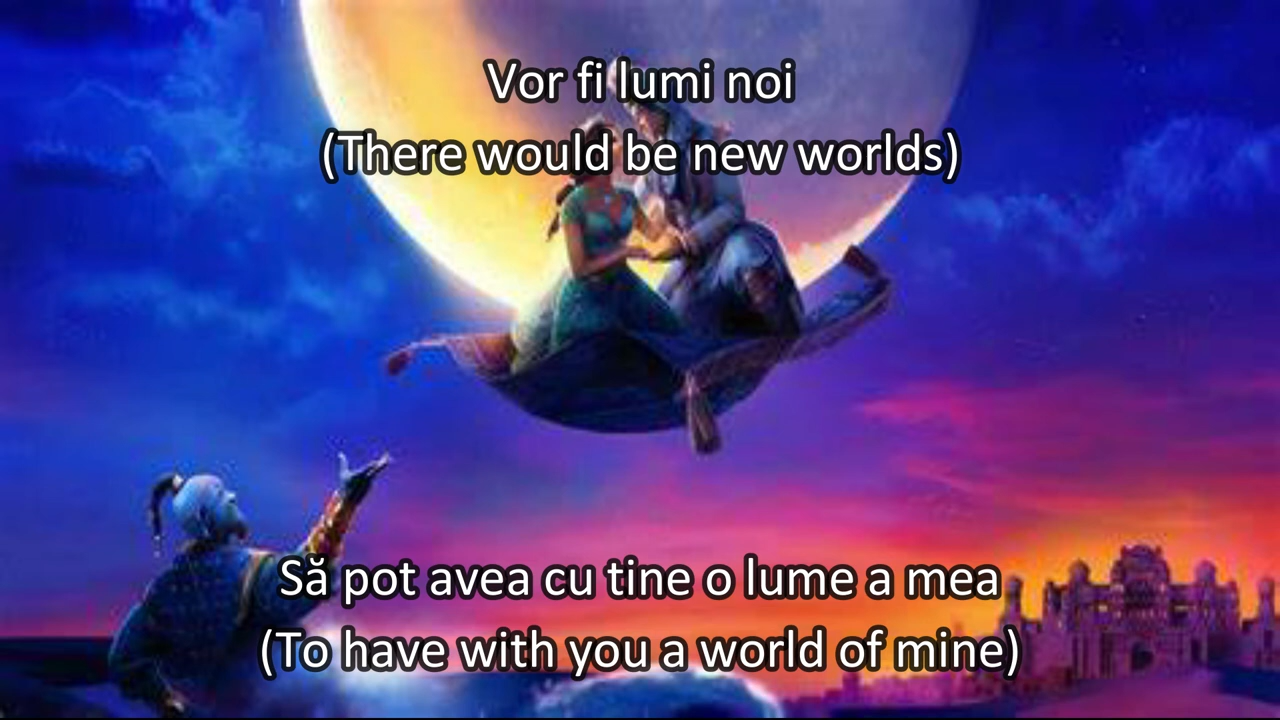 Vor fi lumi noi
(There would be new worlds)
Să pot avea cu tine o lume a mea
(To have with you a world of mine)